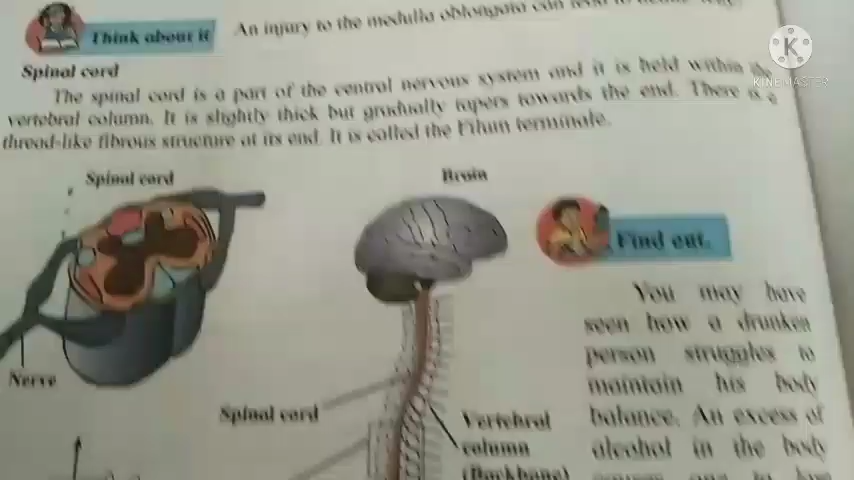 Think about it
An injury to the medulla oblongata can lead to
Spinal cord
The spinal cord is a part of the central nervous system and it is held within the
vertebral column. It is slightly thick but gradually tapers towards the end. There is a
thread-like fibrous structure at its end. It is called the Filum terminale.
Spinal cord
Brain
Nerve
Spinal cord
Vertebral
column
(Backbone)
Find out.
You may have
seen how a drunken
person struggles to
maintain his body
balance. An excess of
alcohol in the body
KINEMASTER